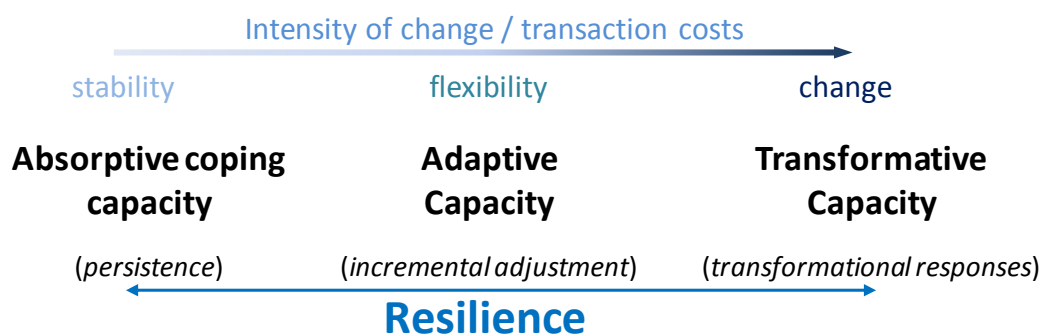 Intensity of change / transaction costs
stability flexibility change
Absorptive coping capacity Adaptive Capacity Transformative Capacity
(persistence) (incremental adjustment) (transformational responses)
Resilience